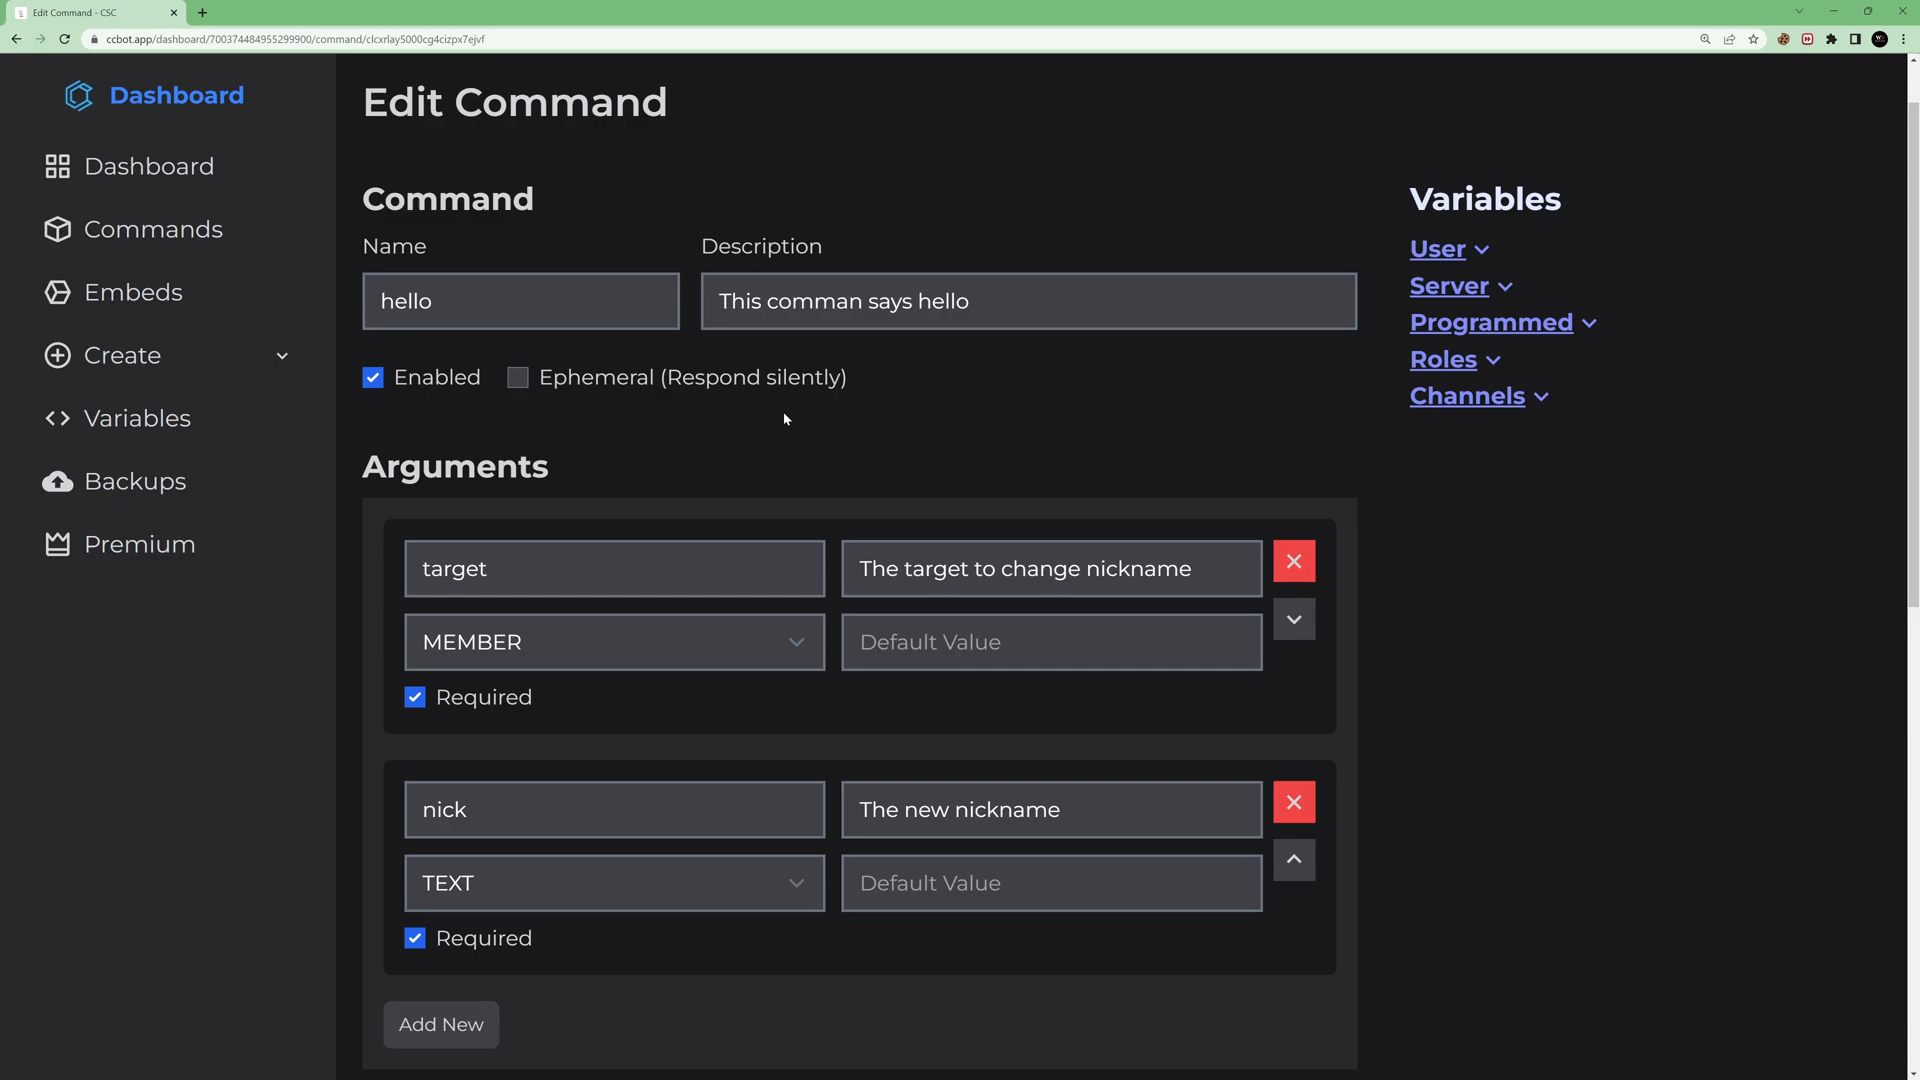 Edit Command - CSC
ccbot.app/dashboard/700374484955299900/command/clcxrlay5000cg4cizpx7ejvf
Dashboard
Dashboard
Commands
Embeds
Create
Variables
Backups
Premium
Edit Command
Command
Name
Description
hello
This comman says hello
Enabled
Ephemeral (Respond silently)
Arguments
target
The target to change nickname
MEMBER
Default Value
Required
nick
The new nickname
TEXT
Default Value
Required
Add New
Variables
User
Server
Programmed
Roles
Channels